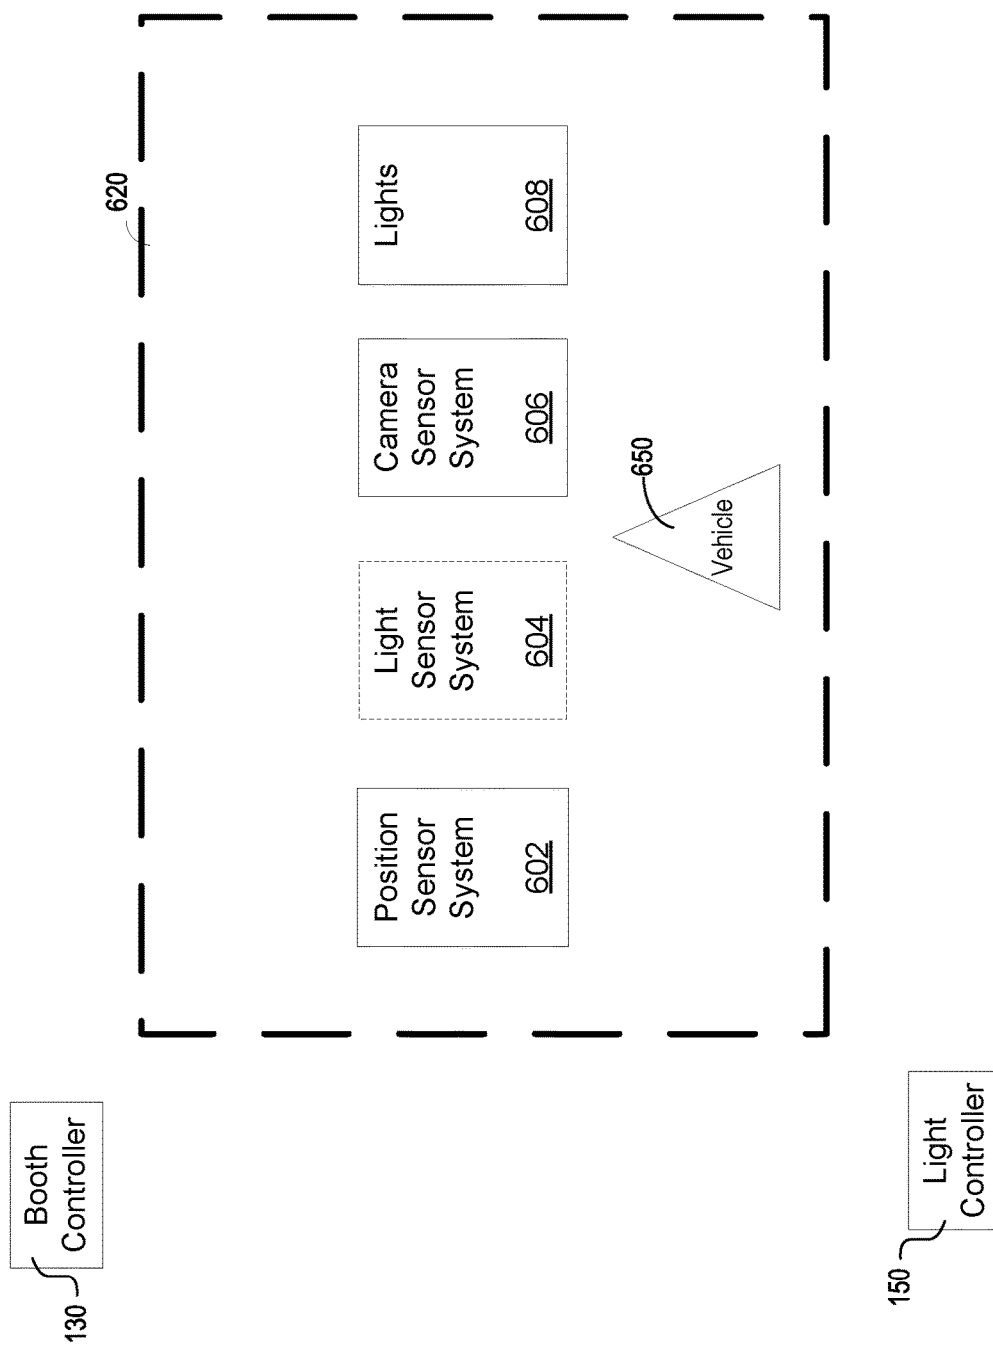 130
Booth
Controller
620
Position
Sensor
System
602
Light
Sensor
System
604
Camera
Sensor
System
606
Lights
608
650
Vehicle
150
Light
Controller